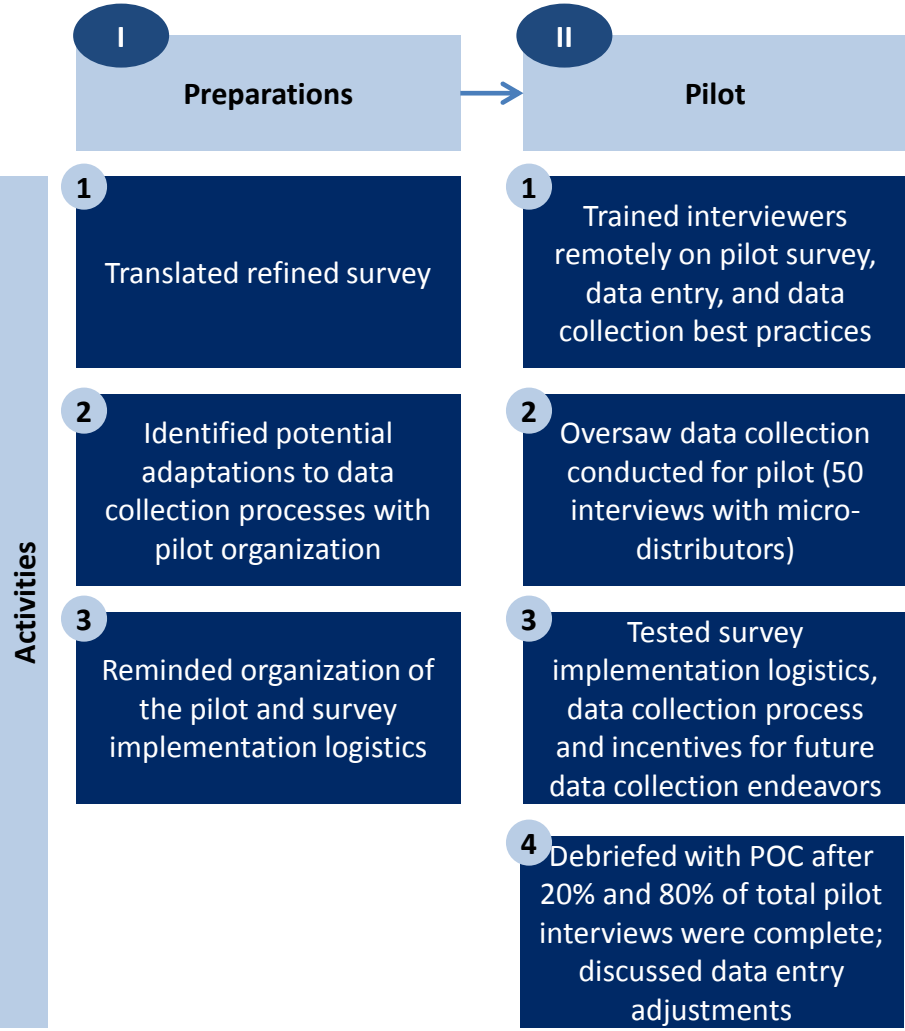 I
Preparations
II
Pilot
Activities
1
Translated refined survey
2
Identified potential
adaptations to data
collection processes with
pilot organization
3
Reminded organization of
the pilot and survey
implementation logistics
1
Trained interviewers
remotely on pilot survey,
data entry, and data
collection best practices
2
Oversaw data collection
conducted for pilot (50
interviews with micro-
distributors)
3
Tested survey
implementation logistics,
data collection process
and incentives for future
data collection endeavors
4
Debriefed with POC after
20% and 80% of total pilot
interviews were complete;
discussed data entry
adjustments